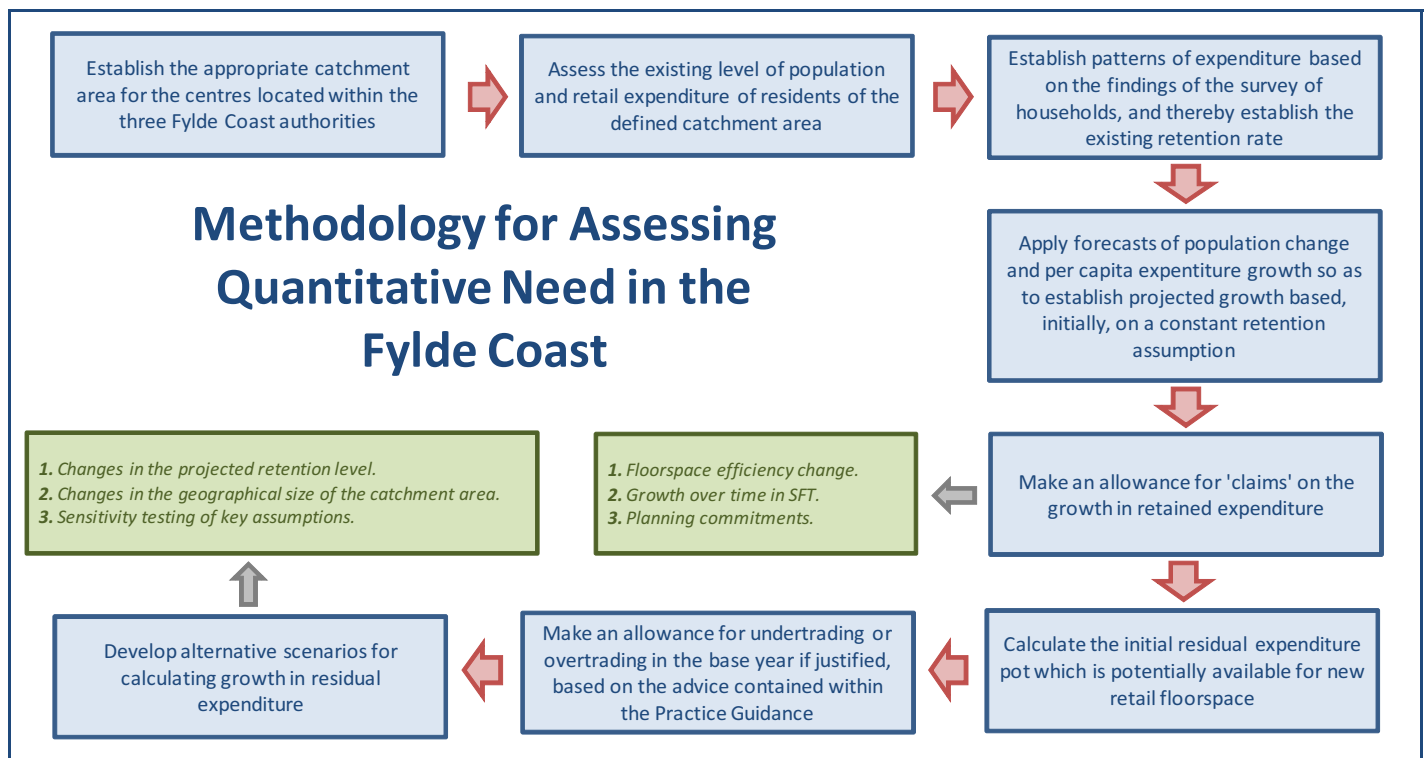 Establish the appropriate catchment
area for the centres located within the
three Fylde Coast authorities
Assess the existing level of population
and retail expenditure of residents of the
defined catchment area
Establish patterns of expenditure based
on the findings of the survey of
households, and thereby establish the
existing retention rate
Methodology for Assessing
Quantitative Need in the
Fylde Coast
Apply forecasts of population change
and per capita expentiture growth so as
to establish projected growth based,
initially, on a constant retention
assumption
Make an allowance for 'claims' on the
growth in retained expenditure
1. Floorspace efficiency change.
2. Growth over time in SFT.
3. Planning commitments.
Calculate the initial residual expenditure
pot which is potentially available for new
retail floorspace
Make an allowance for undertrading or
overtrading in the base year if justified,
based on the advice contained within
the Practice Guidance
Develop alternative scenarios for
calculating growth in residual
expenditure
1. Changes in the projected retention level.
2. Changes in the geographical size of the catchment area.
3. Sensitivity testing of key assumptions.